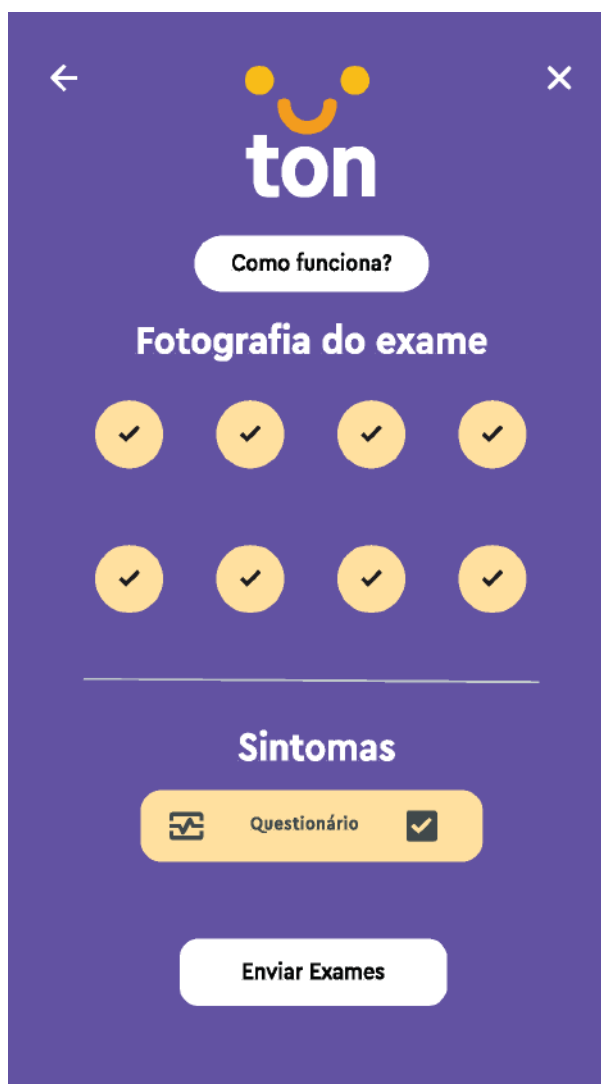 ton
Como funciona?
Fotografia do exame
Sintomas
Questionário
Enviar Exames